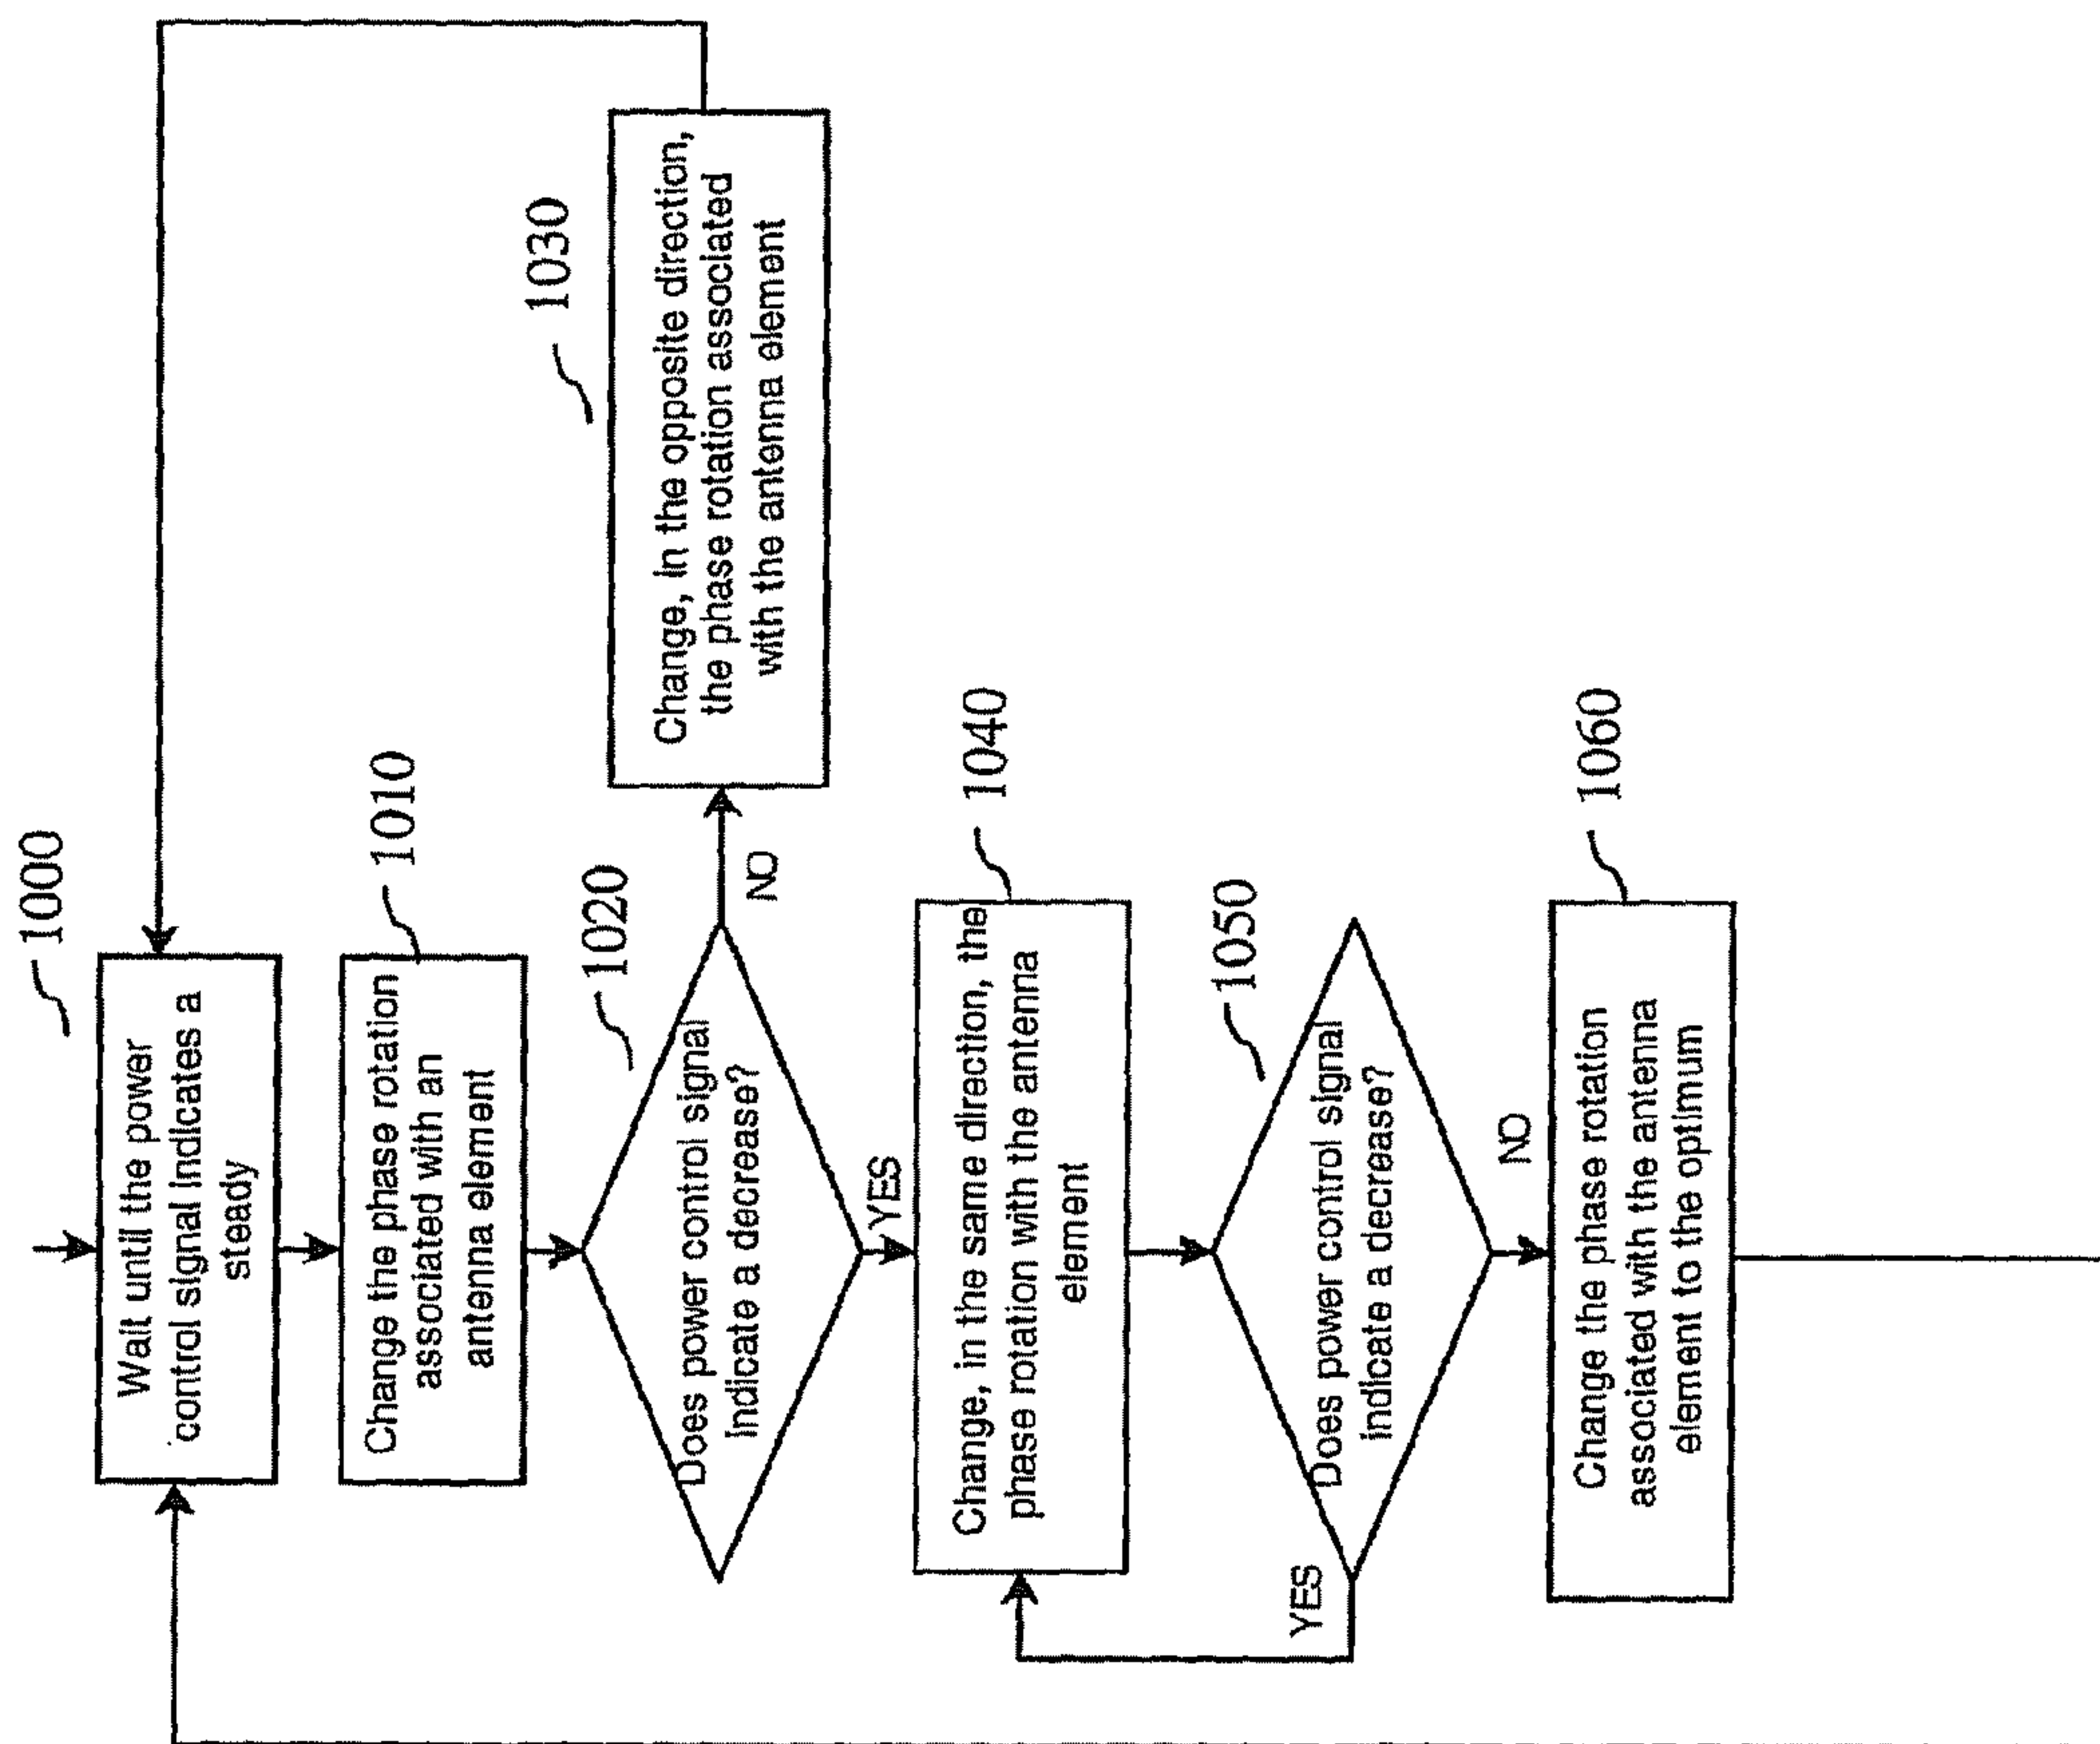 1000
Wait until the power
control signal indicates a
steady
1010
Change the phase rotation
associated with an
antenna element
1020
Does power control signal
indicate a decrease?
NO
1030
Change, in the opposite direction,
the phase rotation associated
with the antenna element
YES
1040
Change, in the same direction, the
phase rotation with the antenna
element
1050
Does power control signal
indicate a decrease?
YES
NO
1060
Change the phase rotation
associated with the antenna
element to the optimum